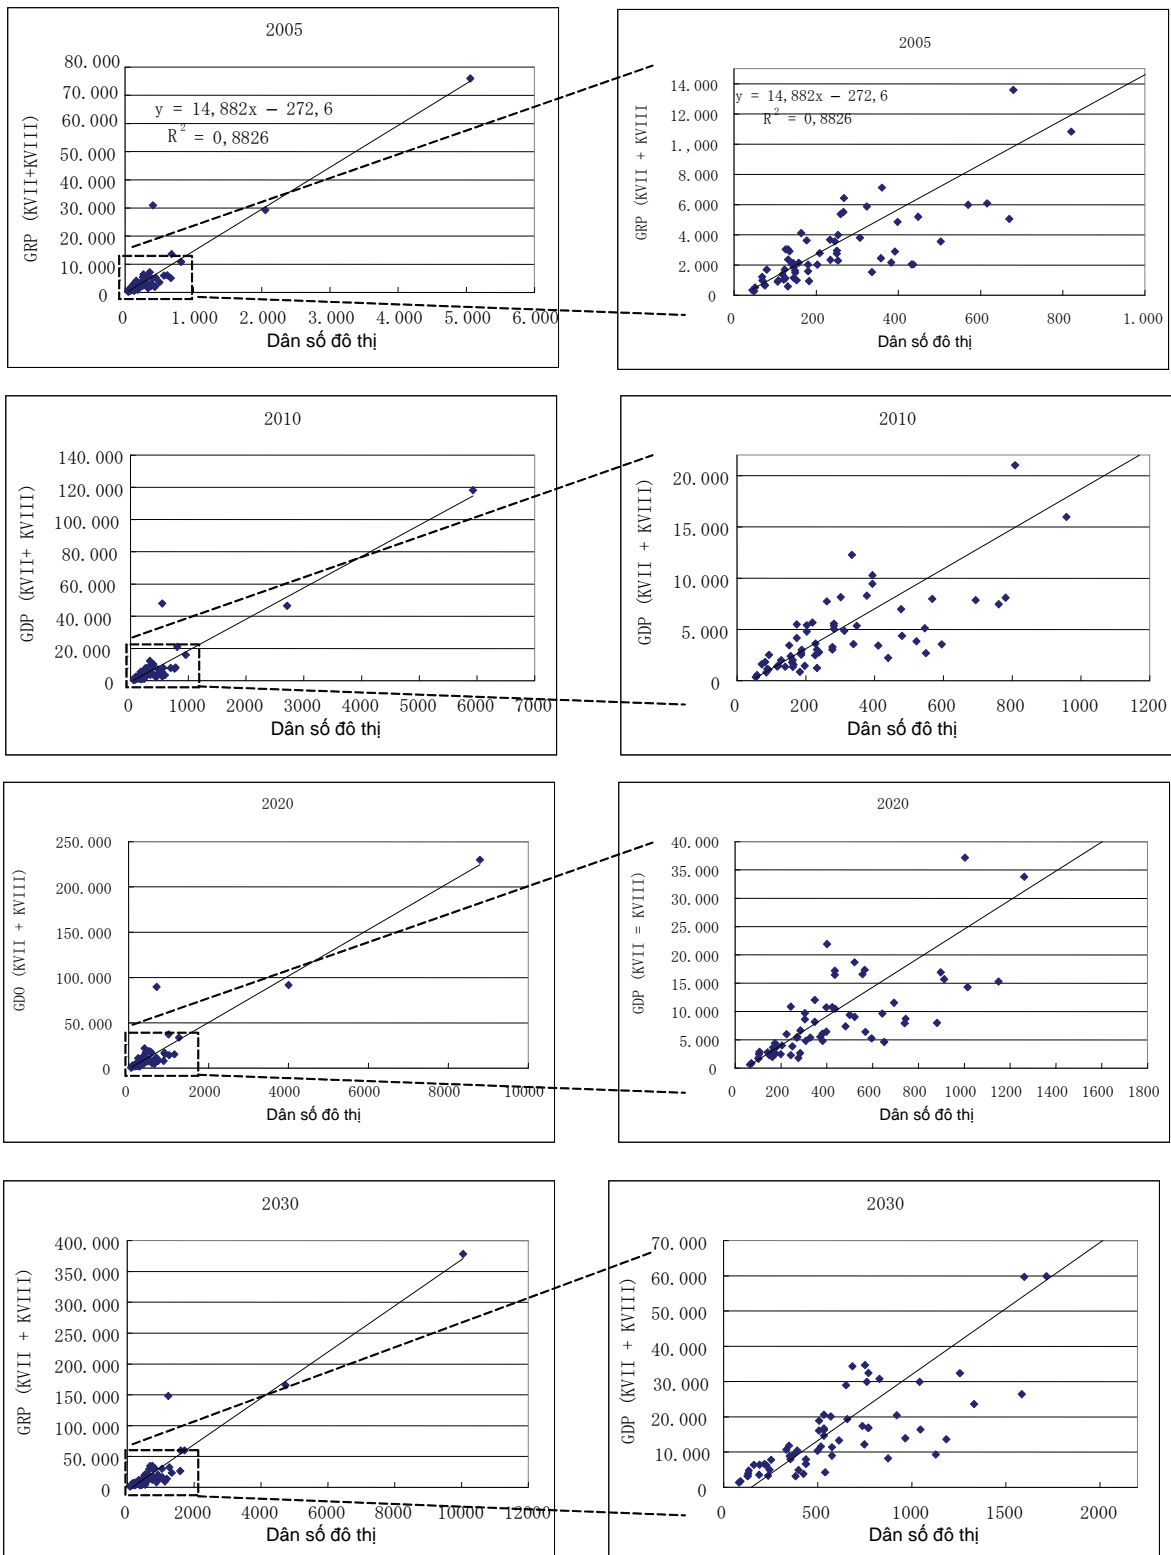 2005
80.000
70.000
60.000
50.000
40.000
30.000
20.000
10.000
0
y = 14,882x − 272,6
R² = 0,8826
GRP (KVII+KVIII)
0 1.000 2.000 3.000 4.000 5.000 6.000
Dân số đô thị
2005
14.000
12.000
1.,000
8.000
6.000
4.000
2.000
0
y = 14,882x − 272,6
R² = 0,8826
GRP (KVII + KVIII
0 200 400 600 800 1.000
Dân số đô thị
2010
140.000
120.000
100.000
80.000
60.000
40.000
20.000
0
GDP (KVII+ KVIII)
0 1000 2000 3000 4000 5000 6000 7000
Dân số đô thị
2010
20.000
15.000
10.000
5.000
0
GDP (KVII + KVIII)
0 200 400 600 800 1000 1200
Dân số đô thị
2020
250.000
200.000
150.000
100.000
50.000
0
GDO (KVII + KVIII)
0 2000 4000 6000 8000 10000
Dân số đô thị
2020
40.000
35.000
30.000
25.000
20.000
15.000
10.000
5.000
0
GDP (KVII = KVIII)
0 200 400 600 800 1000 1200 1400 1600 1800
Dân số đô thị
2030
400.000
350.000
300.000
250.000
200.000
150.000
100.000
50.000
0
GRP (KVII + KVIII)
0 2000 4000 6000 8000 10000 12000
Dân số đô thị
2030
70.000
60.000
50.000
40.000
30.000
20.000
10.000
0
GDP (KVII + KVIII)
0 500 1000 1500 2000
Dân số đô thị